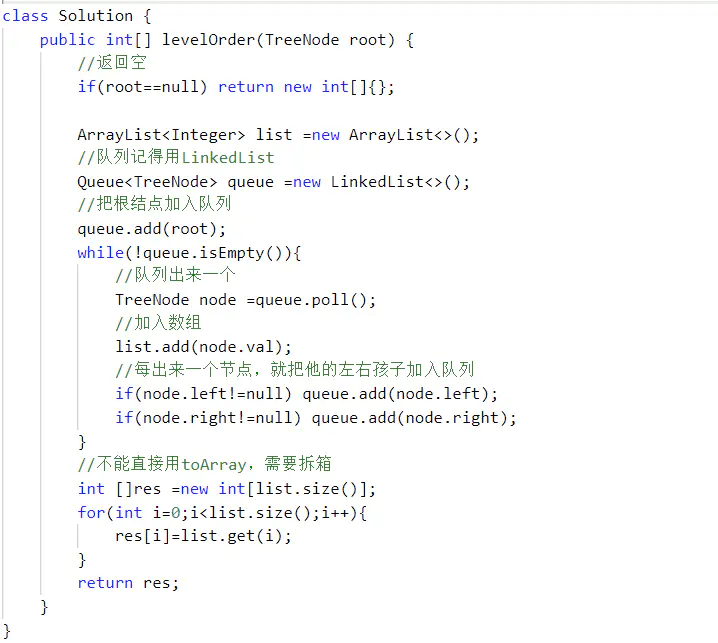 class Solution {
    public int[] levelOrder(TreeNode root) {
        //返回空
        if(root==null) return new int[]{};

        ArrayList<Integer> list =new ArrayList<>();
        //队列记得用LinkedList
        Queue<TreeNode> queue =new LinkedList<>();
        //把根结点加入队列
        queue.add(root);
        while(!queue.isEmpty()){
            //队列出来一个
            TreeNode node =queue.poll();
            //加入数组
            list.add(node.val);
            //每出来一个节点，就把他的左右孩子加入队列
            if(node.left!=null) queue.add(node.left);
            if(node.right!=null) queue.add(node.right);
        }
        //不能直接用toArray，需要拆箱
        int []res =new int[list.size()];
        for(int i=0;i<list.size();i++){
            res[i]=list.get(i);
        }
        return res;
    }
}